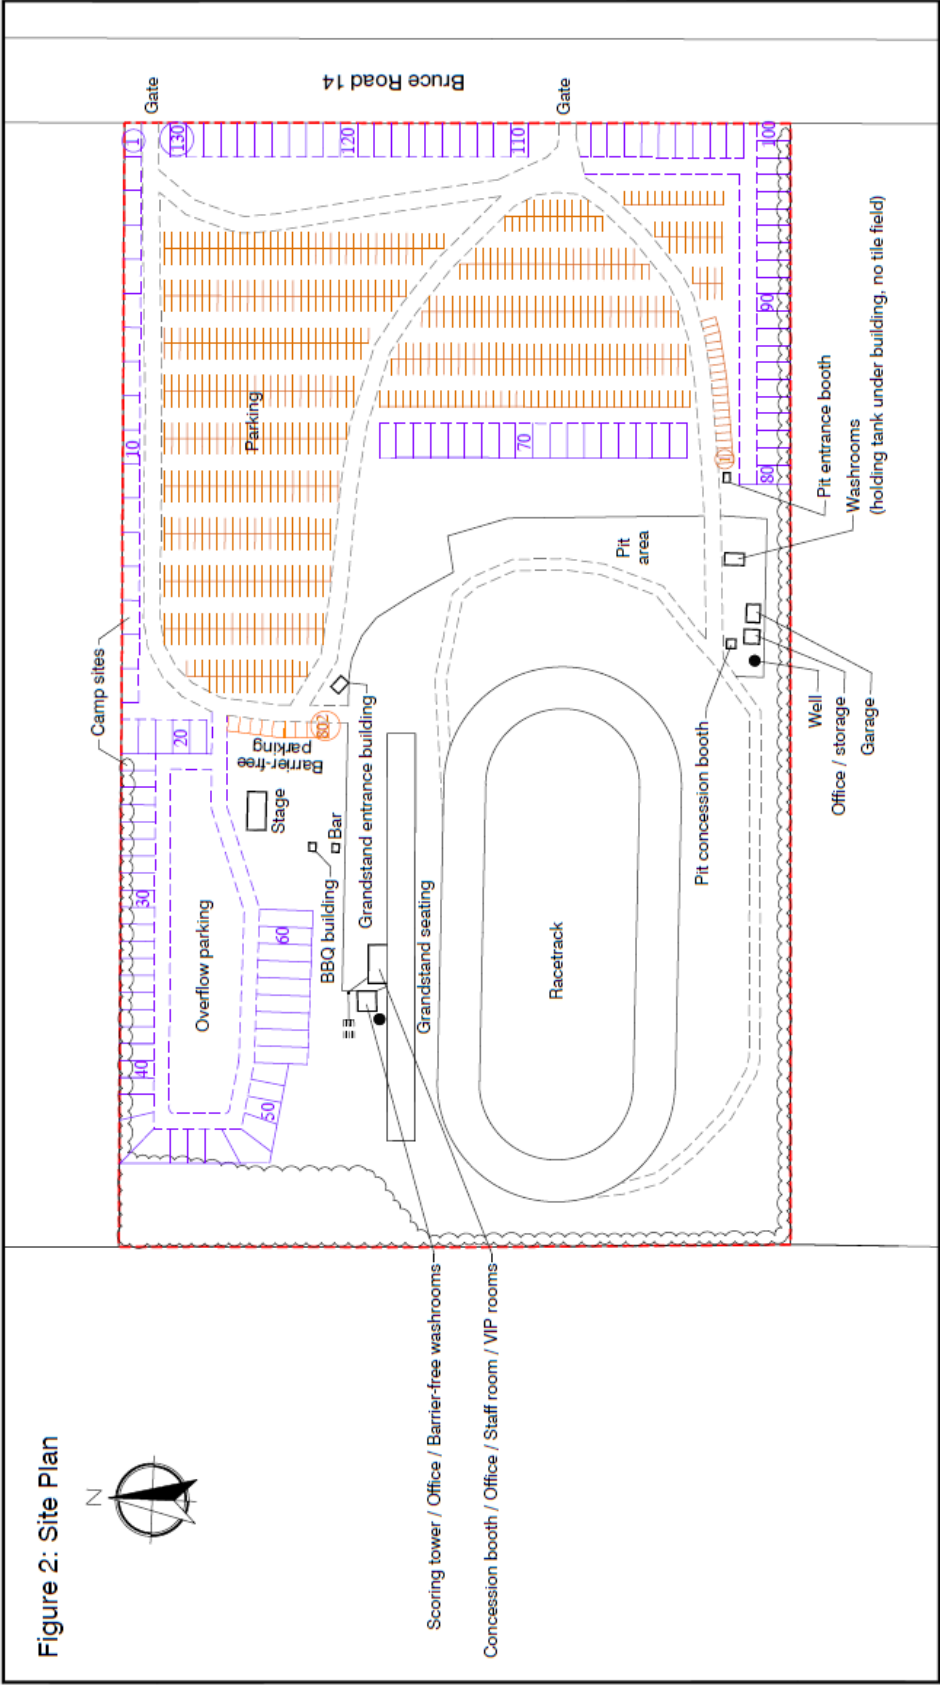 Figure 2: Site Plan
N
Bruce Road 14
Gate
Gate
1
130
120
110
100
90
80
70
10
Parking
Camp sites
20
802
Barrier-free
parking
Stage
Bar
BBQ building
Grandstand entrance building
Grandstand seating
30
Overflow parking
60
40
50
Racetrack
Pit
area
Pit entrance booth
Washrooms
(holding tank under building, no tile field)
Pit concession booth
Well
Office / storage
Garage
Scoring tower / Office / Barrier-free washrooms
Concession booth / Office / Staff room / VIP rooms